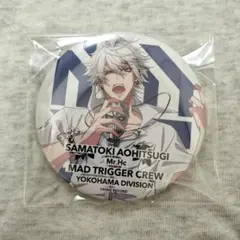 SAMATOKI AOHITSUGI
Mr.Hc
MAD TRIGGER CREW
YOKOHAMA DIVISION